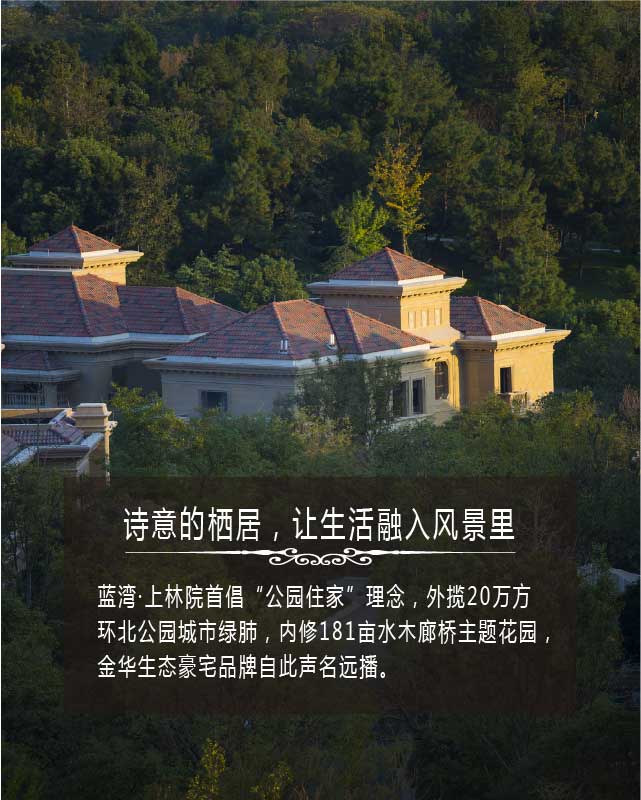 诗意的栖居，让生活融入风景里
蓝湾·上林院首倡“公园住家”理念，外揽20万方
环北公园城市绿肺，内修181亩水木廊桥主题花园，
金华生态豪宅品牌自此声名远播。